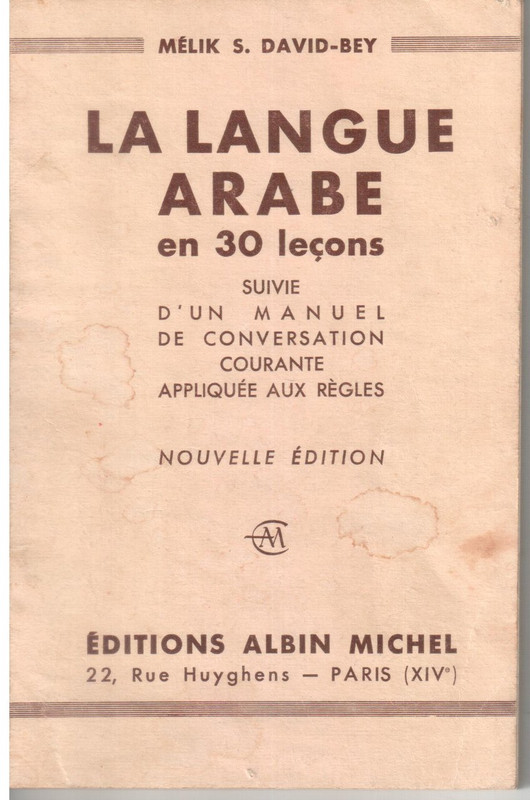 MÉLIK S. DAVID-BEY
LA LANGUE
ARABE
en 30 leçons
SUIVIE
D'UN MANUEL
DE CONVERSATION
COURANTE
APPLIQUÉE AUX RÈGLES
NOUVELLE ÉDITION
AM
ÉDITIONS ALBIN MICHEL
22, Rue Huyghens — PARIS (XIVe)